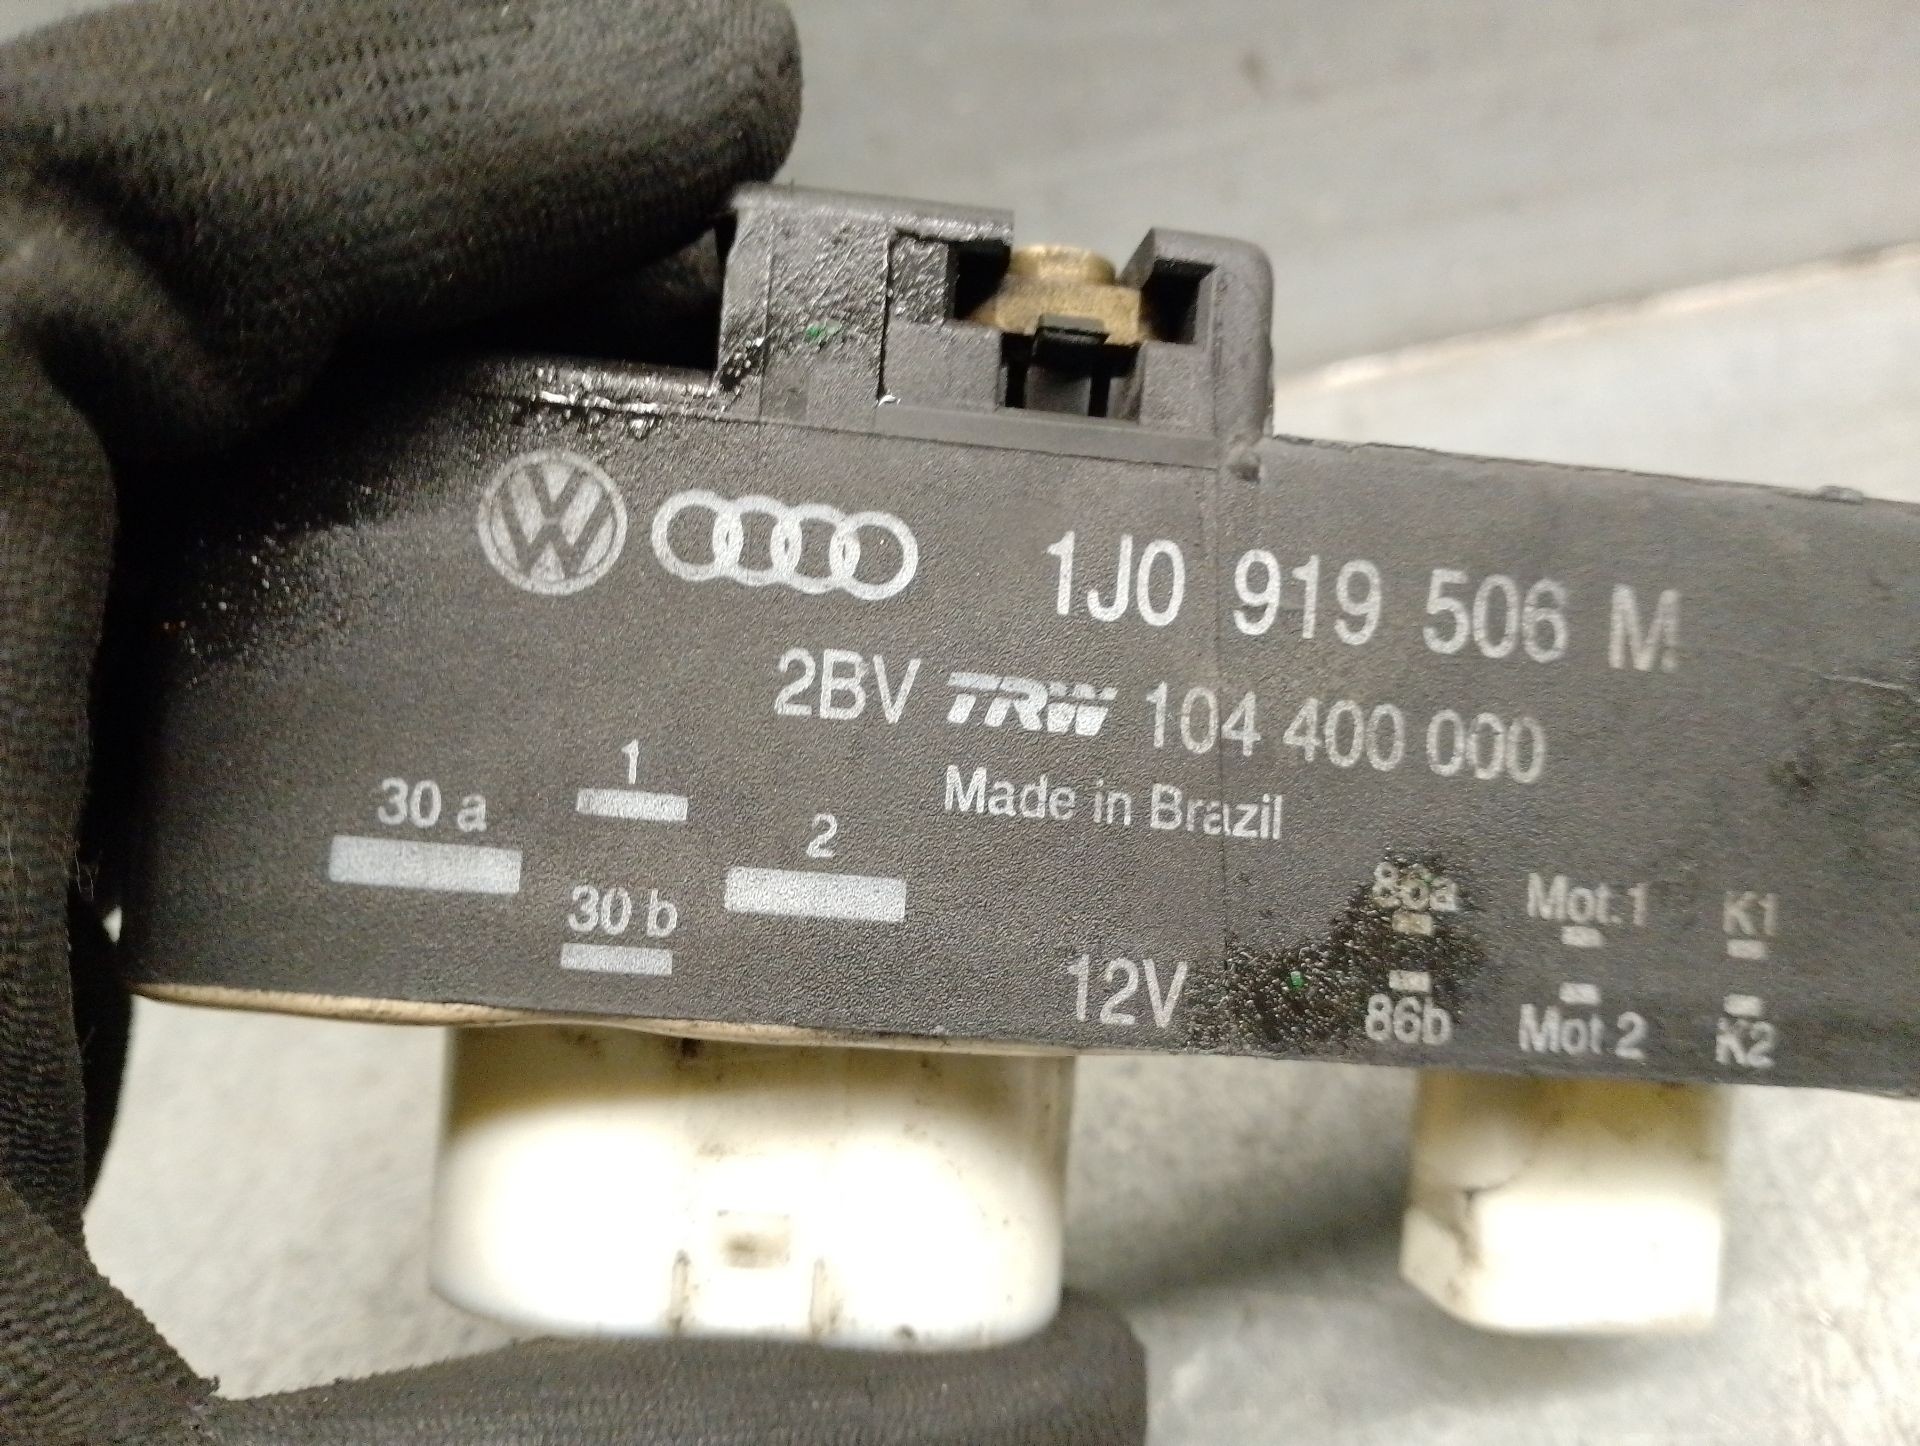 1J0 919 506 M
2BV TRW 104 400 000
Made in Brazil
30 a
1
2
30 b
12V
86a Mot.1 K1
86b Mot 2 K2